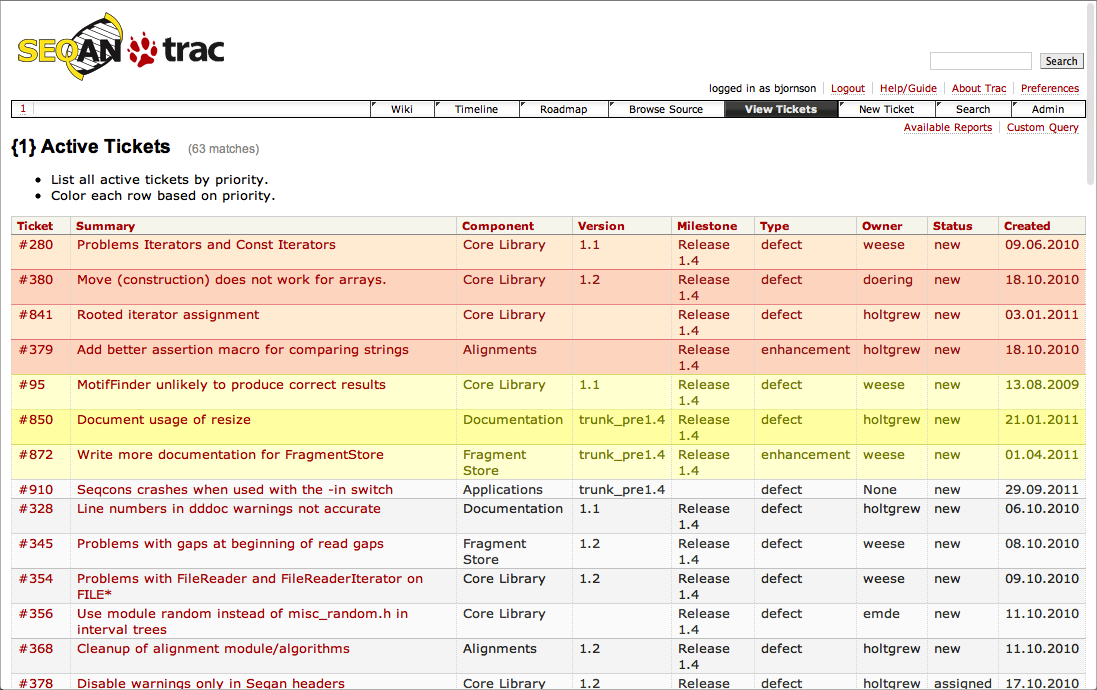 SEQAN trac
Search
logged in as bjornson Logout Help/Guide About Trac Preferences
1 Wiki Timeline Roadmap Browse Source View Tickets New Ticket Search Admin
Available Reports Custom Query
{1} Active Tickets (63 matches)
• List all active tickets by priority.
• Color each row based on priority.
Ticket Summary Component Version Milestone Type Owner Status Created
#280 Problems Iterators and Const Iterators Core Library 1.1 Release 1.4 defect weese new 09.06.2010
#380 Move (construction) does not work for arrays. Core Library 1.2 Release 1.4 defect doering new 18.10.2010
#841 Rooted iterator assignment Core Library Release 1.4 defect holtgrew new 03.01.2011
#379 Add better assertion macro for comparing strings Alignments Release 1.4 enhancement holtgrew new 18.10.2010
#95 MotifFinder unlikely to produce correct results Core Library 1.1 Release 1.4 defect weese new 13.08.2009
#850 Document usage of resize Documentation trunk_pre1.4 Release 1.4 defect holtgrew new 21.01.2011
#872 Write more documentation for FragmentStore Fragment Store trunk_pre1.4 Release 1.4 enhancement weese new 01.04.2011
#910 Seqcons crashes when used with the -in switch Applications trunk_pre1.4 defect None new 29.09.2011
#328 Line numbers in dddoc warnings not accurate Documentation 1.1 Release 1.4 defect holtgrew new 06.10.2010
#345 Problems with gaps at beginning of read gaps Fragment Store 1.2 Release 1.4 defect weese new 08.10.2010
#354 Problems with FileReader and FileReaderIterator on FILE* Core Library 1.2 Release 1.4 defect weese new 09.10.2010
#356 Use module random instead of misc_random.h in interval trees Core Library Release 1.4 defect emde new 11.10.2010
#368 Cleanup of alignment module/algorithms Alignments 1.2 Release 1.4 defect holtgrew new 11.10.2010
#378 Disable warnings only in Seqan headers Core Library 1.2 Release defect holtgrew assigned 17.10.2010